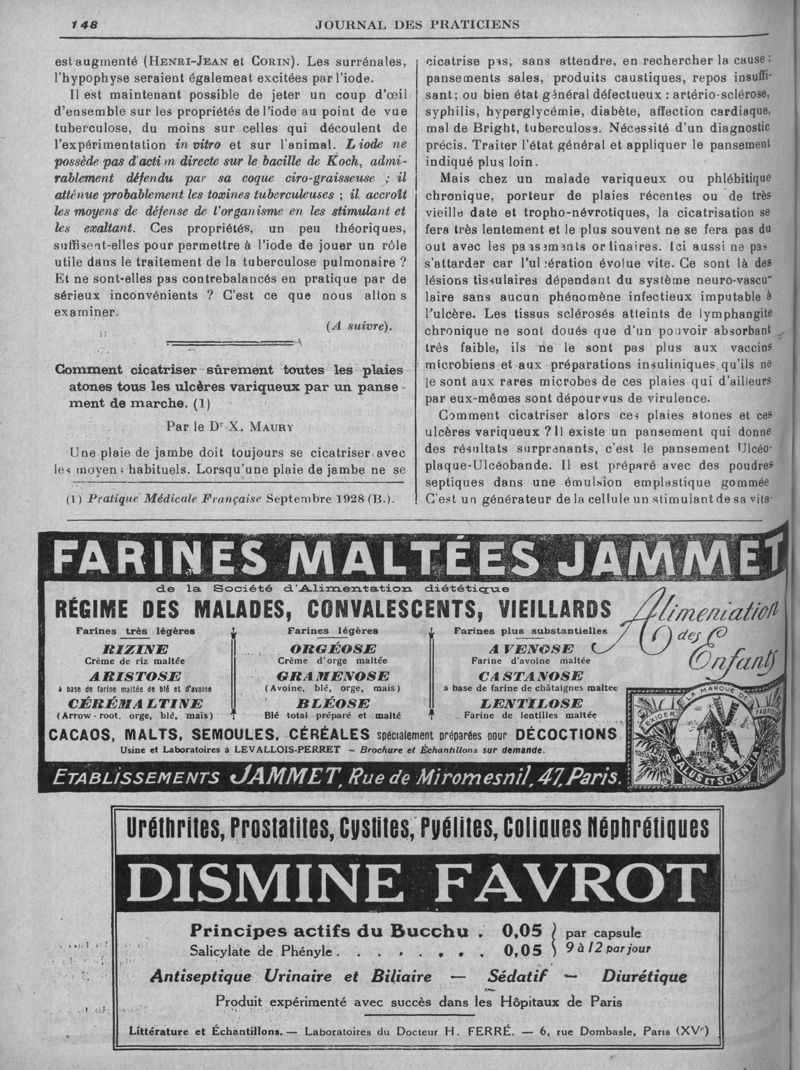 148
JOURNAL DES PRATICIENS
est augmenté (HENRI-JEAN et CORIN). Les surrénales,
l'hypophyse seraient égalemeat excitées par l'iode.
Il est maintenant possible de jeter un coup d'œil
d'ensemble sur les propriétés de l'iode au point de vue
tuberculose, du moins sur celles qui découlent de
l'expérimentation in vitro et sur l'animal. L iode ne
possède pas d'acti n directe sur le bacille de Koch, admi-
rablement défendu par sa coque ciro-graisseuse ; il
atténue probablement les toxines tuberculeuses ; il accroît
les moyens de défense de l'organisme en les stimulant et
les exaltant. Ces propriétés, un peu théoriques,
suffisent-elles pour permettre à l'iode de jouer un rôle
utile dans le traitement de la tuberculose pulmonaire ?
Et ne sont-elles pas contrebalancés en pratique par de
sérieux inconvénients ? C'est ce que nous allons
examiner.
(A suivre).
Comment cicatriser sûrement toutes les plaies
atones tous les ulcères variqueux par un panse -
ment de marche. (1)
Par le Dr X. MAURY
Une plaie de jambe doit toujours se cicatriser avec
les moyens habituels. Lorsqu'une plaie de jambe ne se
(1) Pratique Médicale Française Septembre 1928 (B.).
cicatrise pas, sans attendre, en rechercher la cause :
pansements sales, produits caustiques, repos insuffi-
sant; ou bien état général défectueux : artério-sclérose,
syphilis, hyperglycémie, diabète, affection cardiaque,
mal de Bright, tuberculose. Nécessité d'un diagnostic
précis. Traiter l'état général et appliquer le pansement
indiqué plus loin.
Mais chez un malade variqueux ou phlébitique
chronique, porteur de plaies récentes ou de très
vieille date et tropho-névrotiques, la cicatrisation se
fera très lentement et le plus souvent ne se fera pas du
out avec les pansements or linaires. Ici aussi ne pas
s'attarder car l'ul :ération évolue vite. Ce sont là des
lésions tissulaires dépendant du système neuro-vascu-
laire sans aucun phénomène infectieux imputable à
l'ulcère. Les tissus sclérosés atteints de lymphangite
chronique ne sont doués que d'un pouvoir absorbant
très faible, ils ne le sont pas plus aux vaccins
microbiens et aux préparations insuliniques qu'ils ne
le sont aux rares microbes de ces plaies qui d'ailleurs
par eux-mêmes sont dépourvus de virulence.
Comment cicatriser alors ces plaies atones et ces
ulcères variqueux ? Il existe un pansement qui donne
des résultats surprenants, c'est le pansement Ulcéo-
plaque-Ulcéobande. Il est préparé avec des poudres
septiques dans une émulsion emplastique gommée
C'est un générateur de la cellule un stimulant de sa vita-
FARINES MALTÉES JAMMET
de la Société d'Alimentation diététique
RÉGIME DES MALADES, CONVALESCENTS, VIEILLARDS
Alimentation
des
Enfants
Farines très légères
RIZINE
Crème de riz maltée
ARISTOSE
à base de farine maltée de blé et d'avoine
CÉRÉMALTINE
(Arrow-root, orge, blé, maïs)
Farines légères
ORGÉOSE
Crème d'orge maltée
GRAMENOSE
(Avoine, blé, orge, maïs)
BLÉOSE
Blé total préparé et malté
Farines plus substantielles
AVENOSE
Farine d'avoine maltée
CASTANOSE
à base de farine de châtaignes maltée
LENTILOSE
Farine de lentilles maltée
CACAOS, MALTS, SEMOULES, CÉRÉALES spécialement préparées pour DÉCOCTIONS
Usine et Laboratoires à LEVALLOIS-PERRET - Brochure et Échantillons sur demande.
ETABLISSEMENTS JAMMET, Rue de Miromesnil, 47, Paris.
EXIGER LA MARQUE DE FABRIQUE
SALUS ET SCIENTIA
Uréthrites, Prostatites, Cystites, Pyélites, Coliques Néphrétiques
DISMINE FAVROT
Principes actifs du Bucchu . 0,05
Salicylate de Phényle . . . . . . . . 0,05
par capsule
9 à 12 par jour
Antiseptique Urinaire et Biliaire — Sédatif — Diurétique
Produit expérimenté avec succès dans les Hôpitaux de Paris
Littérature et Échantillons. — Laboratoires du Docteur H. FERRÉ. — 6, rue Dombasle, Paris (XVe)